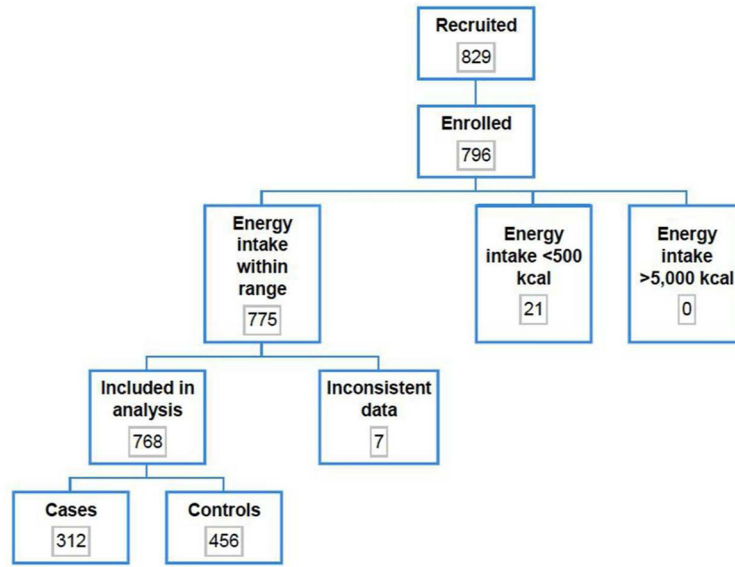 Recruited
829
Enrolled
796
Energy
intake
within
range
775
Energy
intake <500
kcal
21
Energy
intake
>5,000 kcal
0
Included in
analysis
768
Inconsistent
data
7
Cases
312
Controls
456